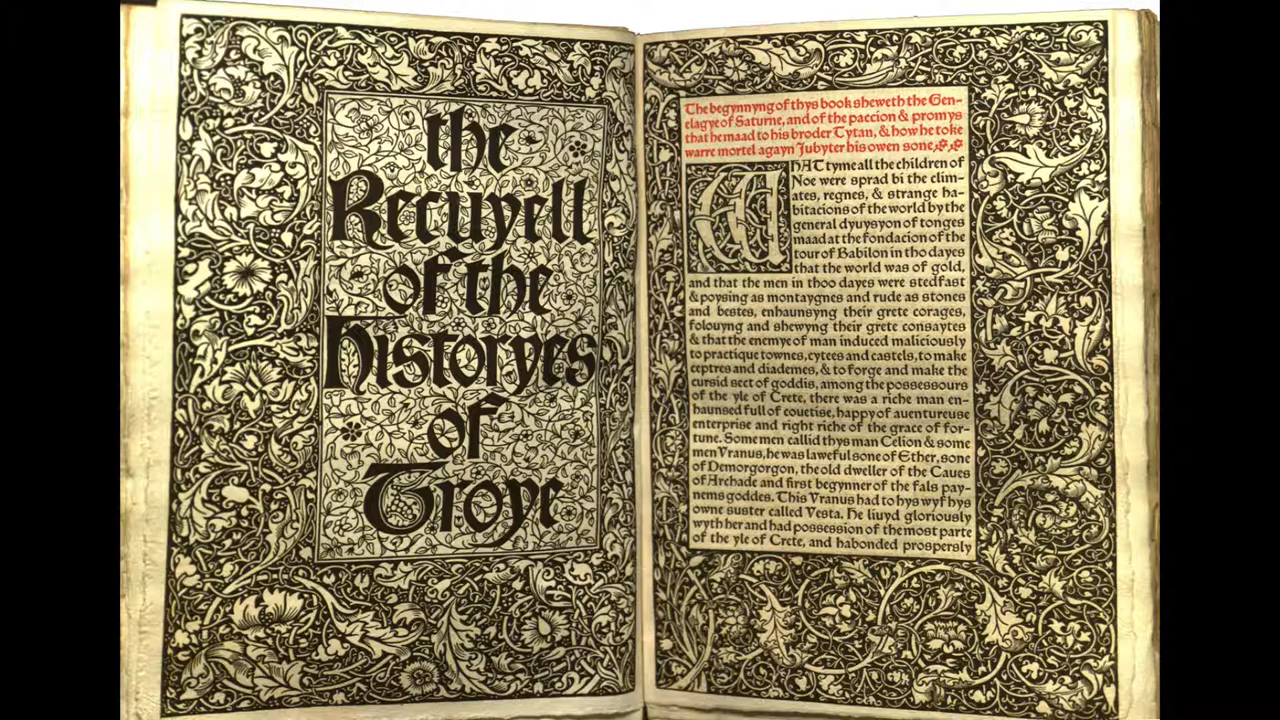 the
Recuyell
of the
historyes
of
Troye
The begynnyng of thys book sheweth the Gen-
elagye of Saturne, and of the paccion & promys
that he maad to his broder Tytan, & how he toke
warre mortel agayn Jubyter his owen sone,
WHAT tyme all the children of
Noe were sprad bi the clim-
ates, regnes, & strange ha-
bitacions of the world by the
general dyuysyon of tonges
maad at the fondacion of the
tour of Babilon in tho dayes
that the world was of gold,
and that the men in thoo dayes were stedfast
& poysing as montaygnes and rude as stones
and bestes, enhaunsyng their grete corages,
folouyng and shewyng their grete consaytes
& that the enemye of man induced maliciously
to practique townes, cytees and castels, to make
ceptres and diademes, & to forge and make the
cursid sect of goddis, among the possessours
of the yle of Crete, there was a riche man en-
haunsed full of couetise, happy of auentureuse
enterprise and right riche of the grace of for-
tune. Some men callid thys man Celion & some
men Vranus, he was laweful sone of Ether, sone
of Demorgorgon, the old dweller of the Caues
of Archade and first begynner of the fals pay-
nems goddes. This Vranus had to hys wyf hys
owne suster called Vesta. He liuyd gloriously
wyth her and had possession of the most parte
of the yle of Crete, and habonded prospersly